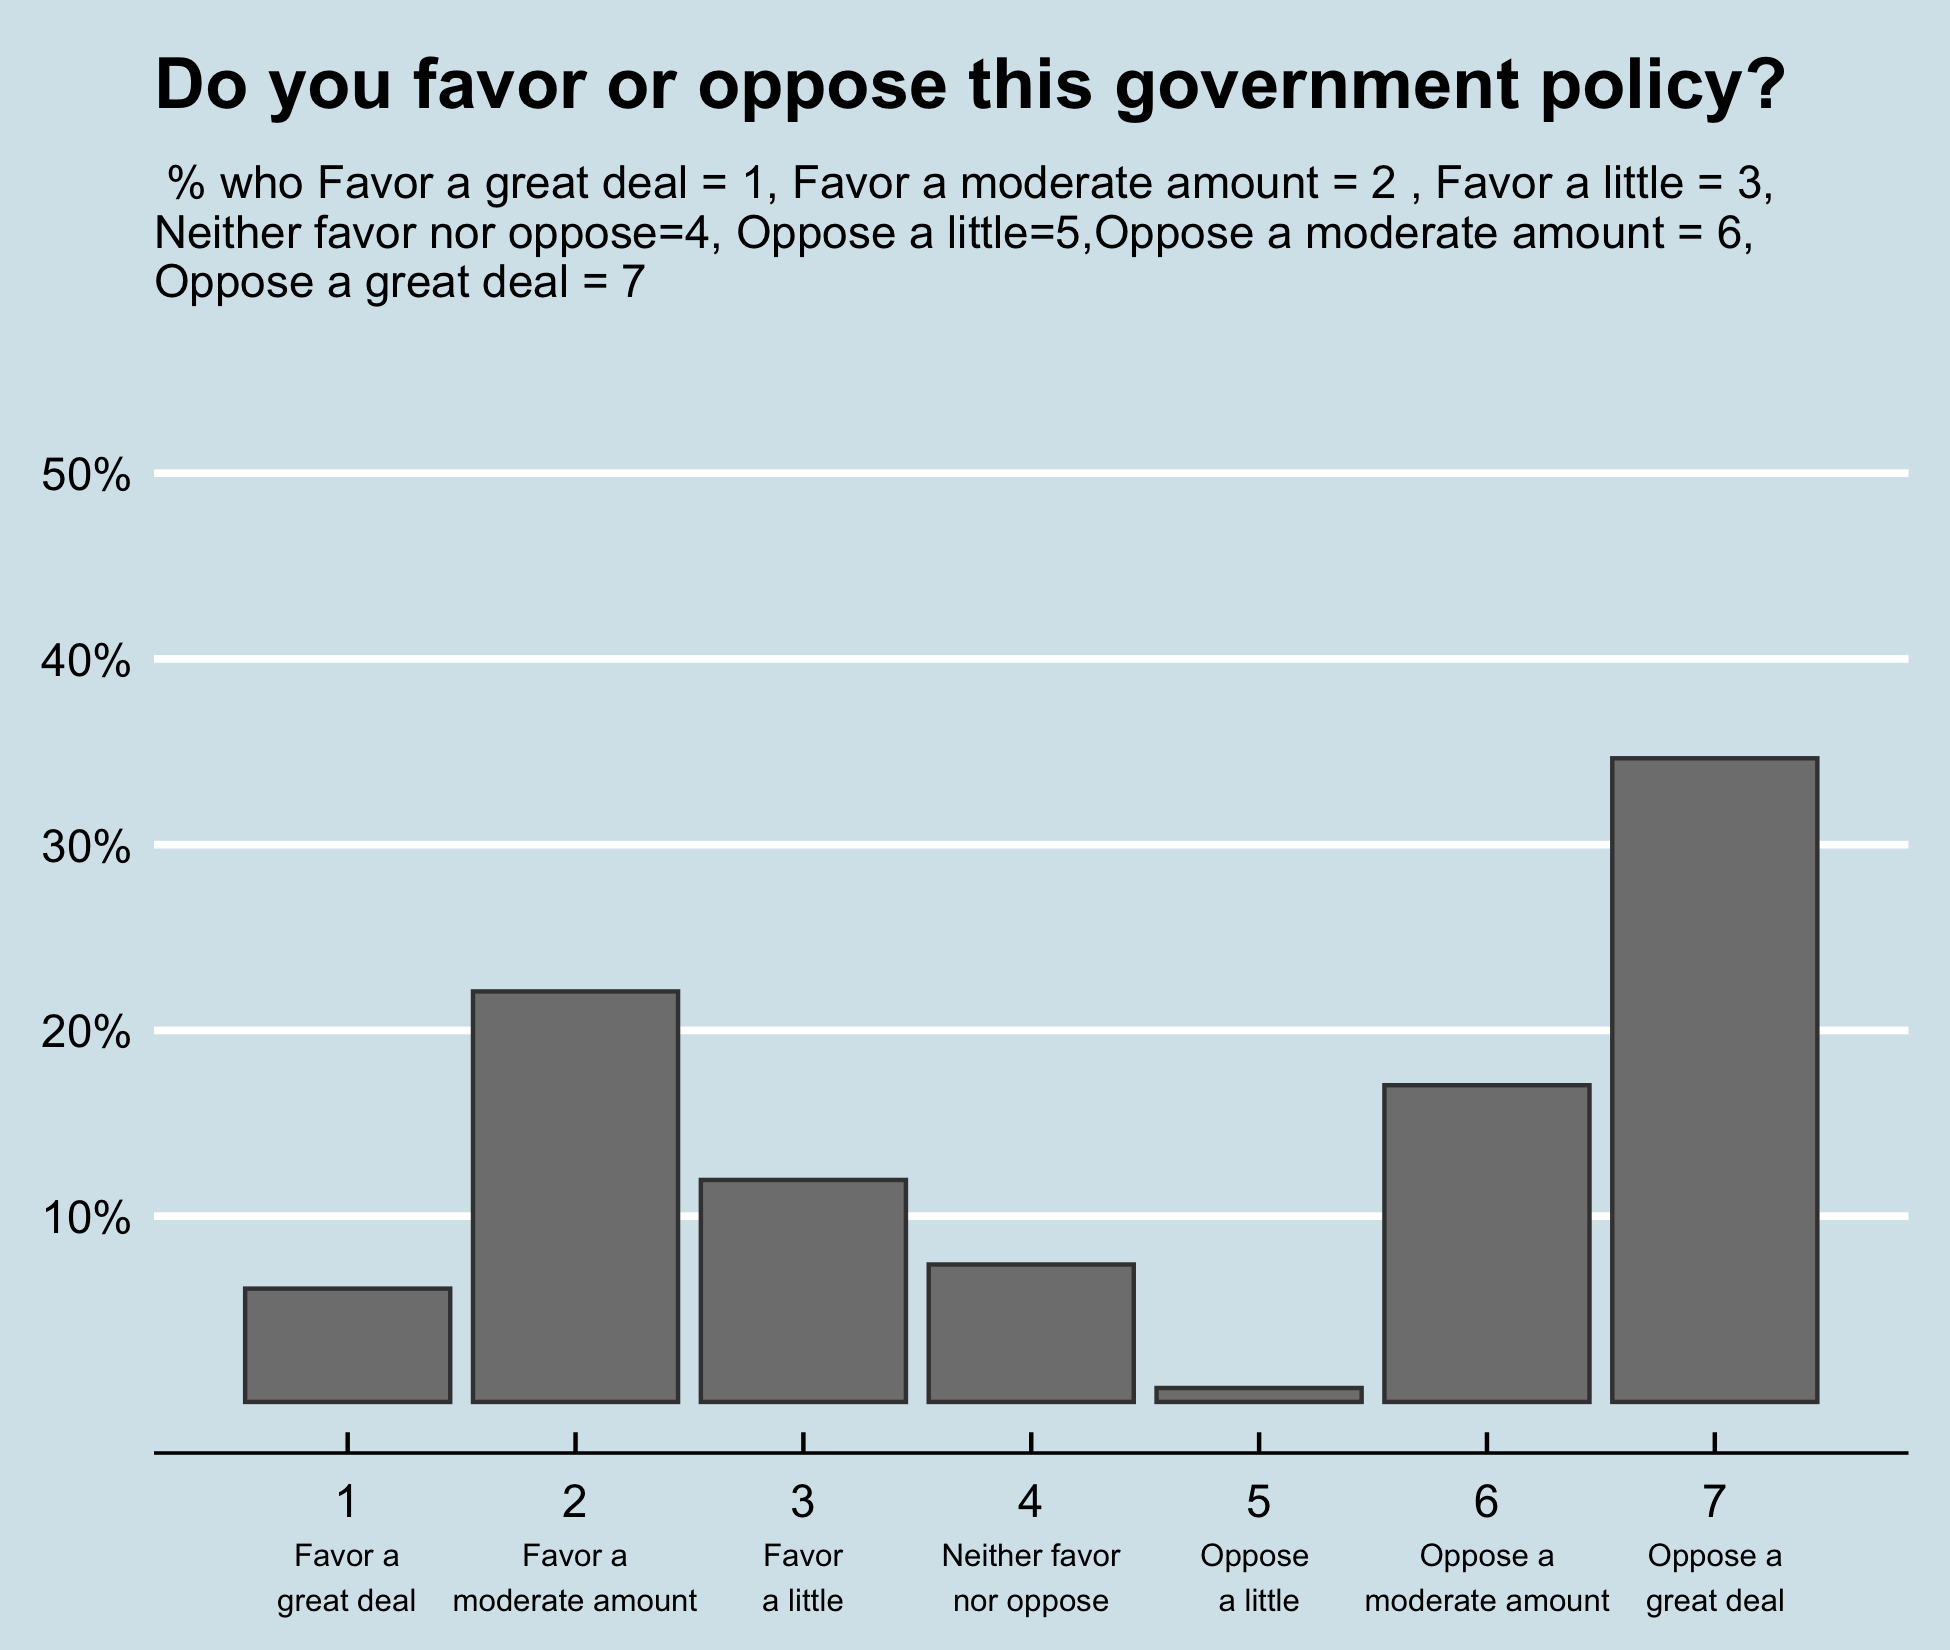 Do you favor or oppose this government policy?
% who Favor a great deal = 1, Favor a moderate amount = 2 , Favor a little = 3,
Neither favor nor oppose=4, Oppose a little=5,Oppose a moderate amount = 6,
Oppose a great deal = 7
50%
40%
30%
20%
10%
1 2 3 4 5 6 7
Favor a Favor a Favor Neither favor Oppose Oppose a Oppose a
great deal moderate amount a little nor oppose a little moderate amount great deal